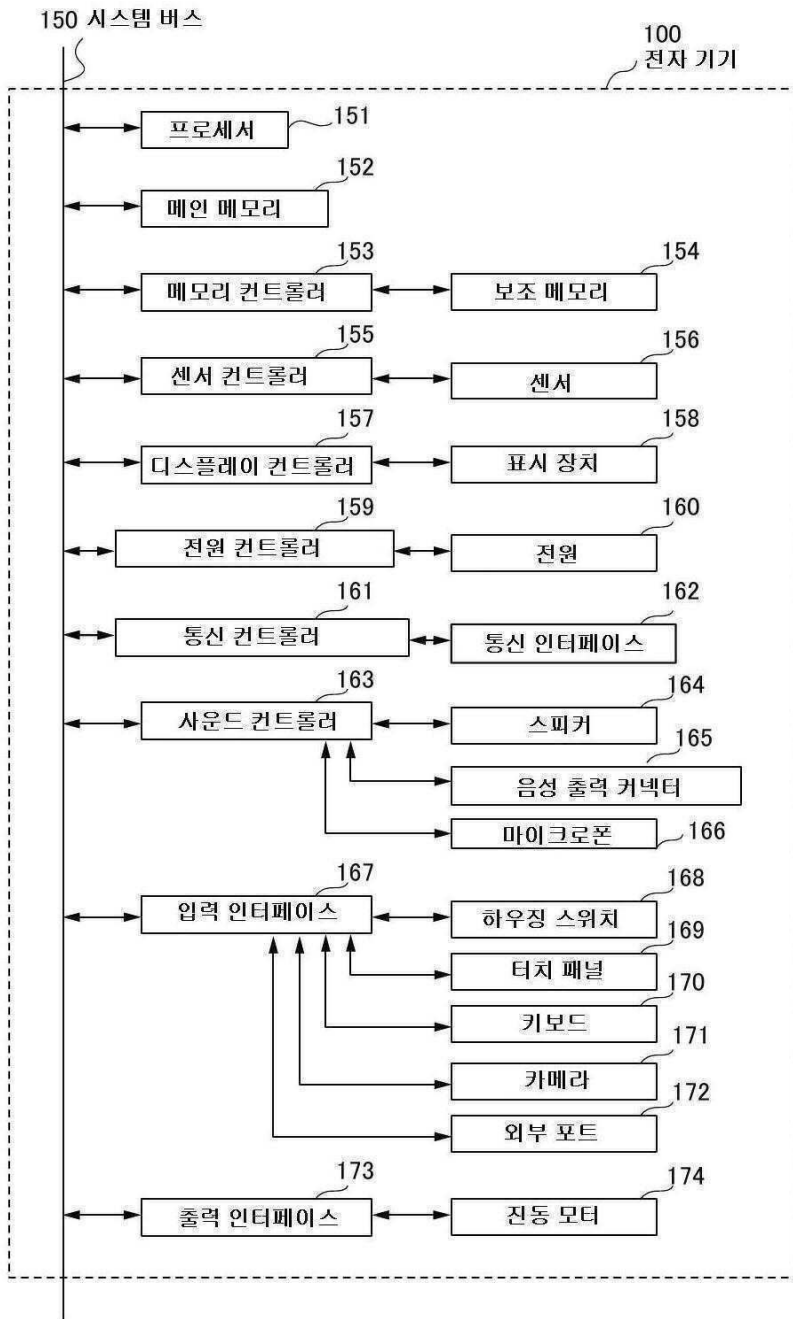 150 시스템 버스
100
전자 기기
프로세서 151
152
메인 메모리
153
메모리 컨트롤러
154
보조 메모리
155
센서 컨트롤러
156
센서
157
디스플레이 컨트롤러
158
표시 장치
159
전원 컨트롤러
160
전원
161
통신 컨트롤러
162
통신 인터페이스
163
사운드 컨트롤러
164
스피커
165
음성 출력 커넥터
마이크로폰 166
167
입력 인터페이스
168
하우징 스위치
169
터치 패널
170
키보드
171
카메라
172
외부 포트
173
출력 인터페이스
174
진동 모터